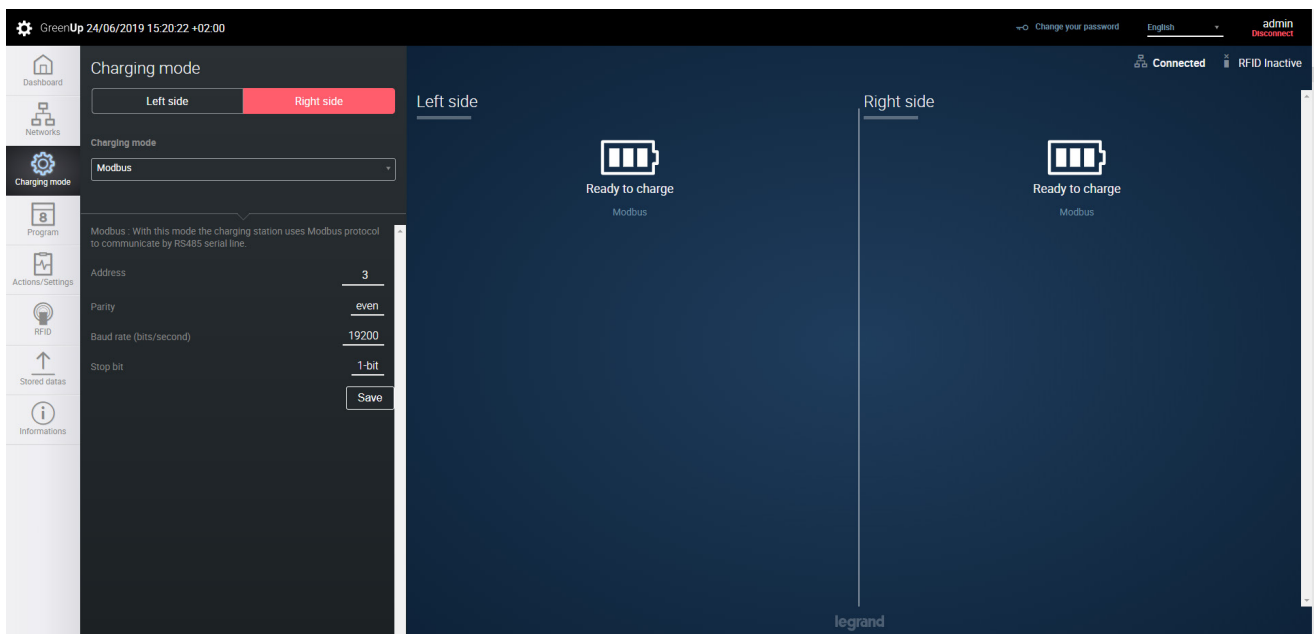 GreenUp 24/06/2019 15:20:22 +02:00
Change your password
English
admin
Disconnect
Connected
RFID Inactive
Dashboard
Networks
Charging mode
8
Program
Actions/Settings
RFID
Stored datas
Informations
Charging mode
Left side
Right side
Charging mode
Modbus
Modbus : With this mode the charging station uses Modbus protocol
to communicate by RS485 serial line.
Address 3
Parity even
Baud rate (bits/second) 19200
Stop bit 1-bit
Save
Left side
Ready to charge
Modbus
Right side
Ready to charge
Modbus
legrand